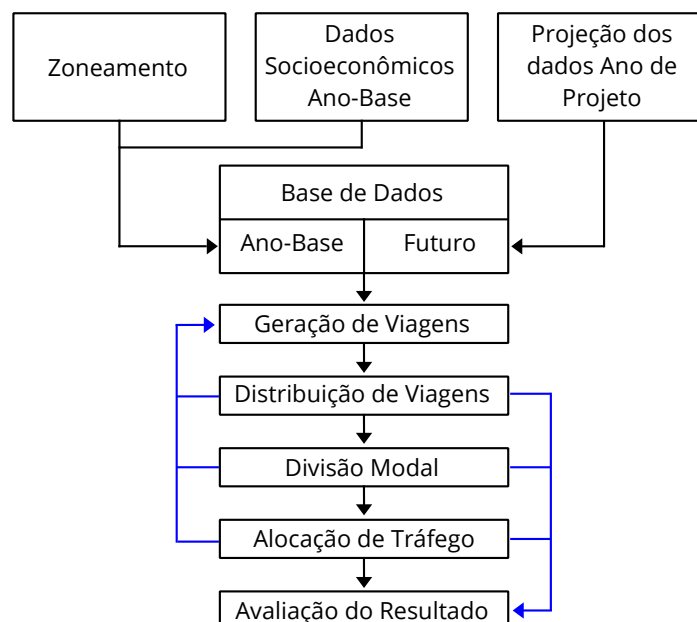 Zoneamento
Dados
Socioeconômicos
Ano-Base
Projeção dos
dados Ano de
Projeto
Base de Dados
Ano-Base
Futuro
Geração de Viagens
Distribuição de Viagens
Divisão Modal
Alocação de Tráfego
Avaliação do Resultado